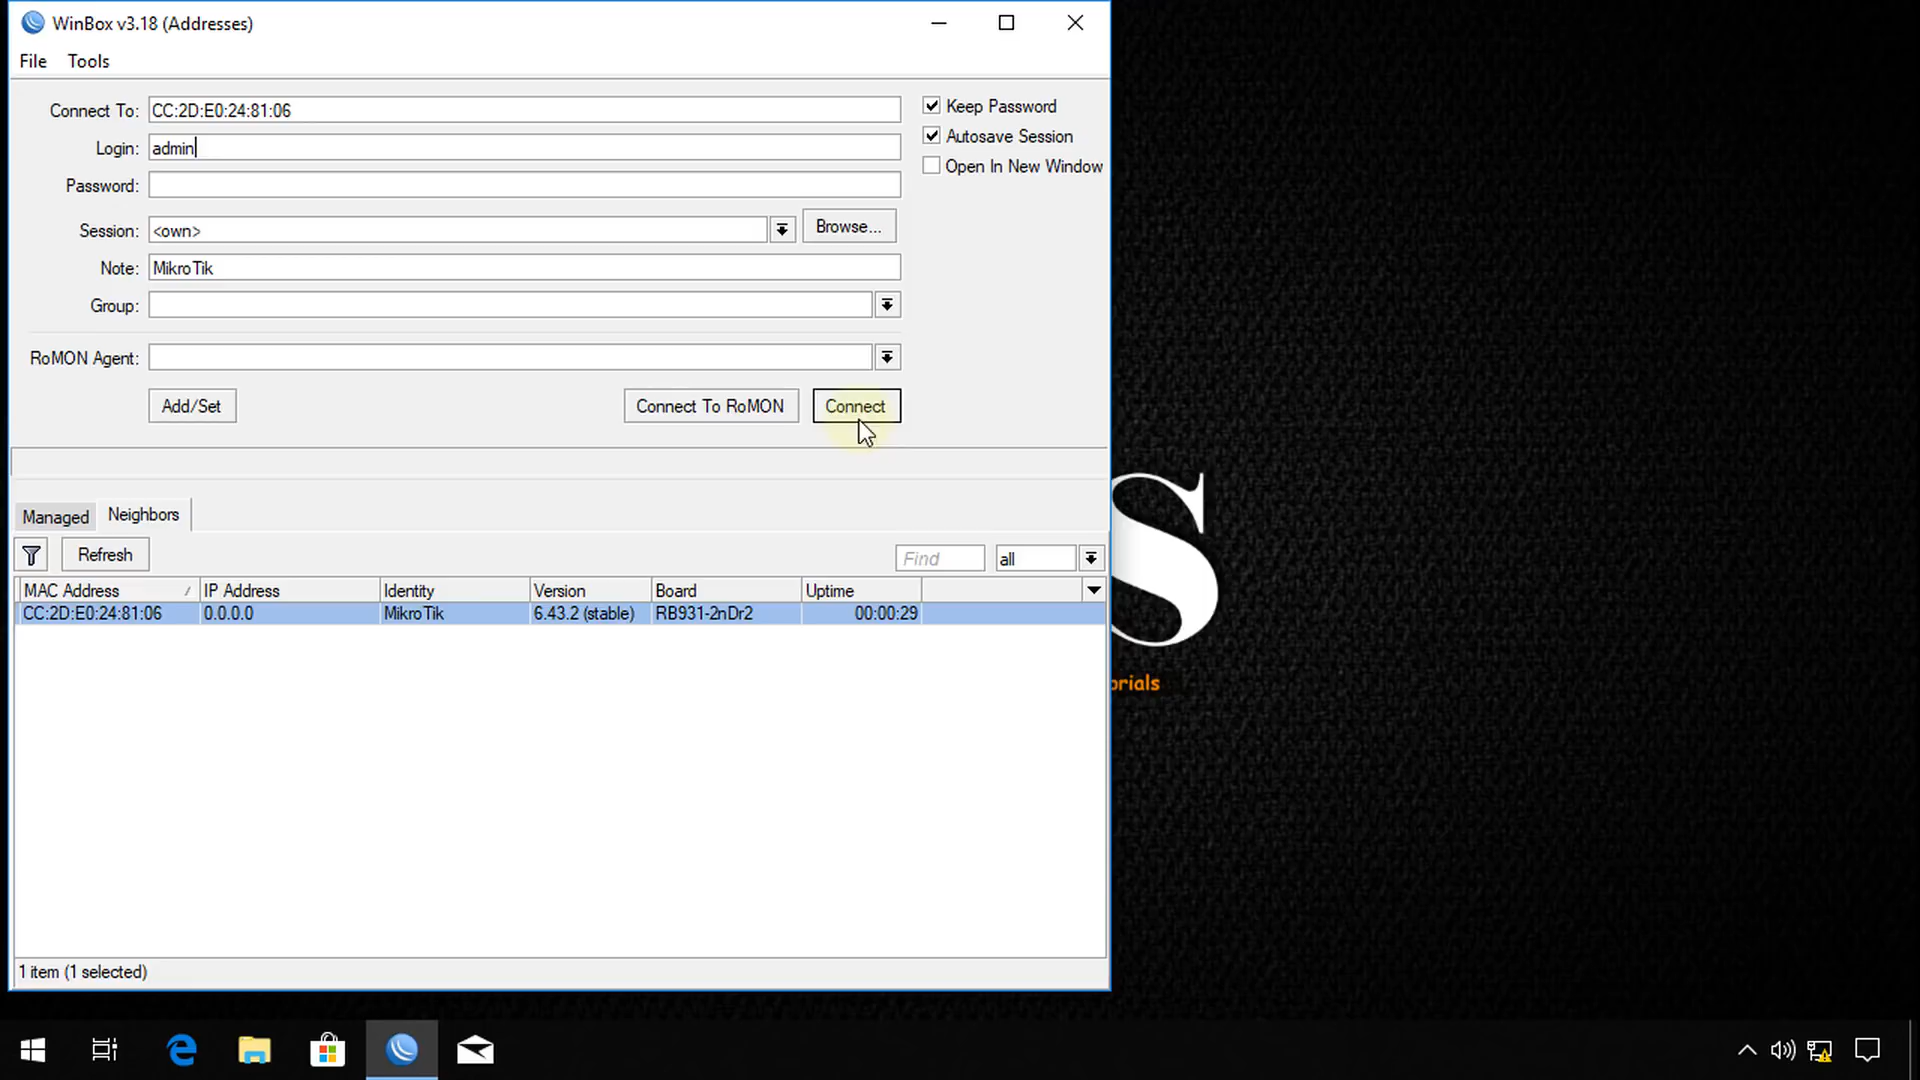 WinBox v3.18 (Addresses)
File Tools
Connect To: CC:2D:E0:24:81:06
Keep Password
Login: admin
Autosave Session
Password:
Open In New Window
Session: <own>
Browse...
Note: MikroTik
Group:
RoMON Agent:
Add/Set Connect To RoMON Connect
Managed Neighbors
Refresh Find all
MAC Address IP Address Identity Version Board Uptime
CC:2D:E0:24:81:06 0.0.0.0 MikroTik 6.43.2 (stable) RB931-2nDr2 00:00:29
S
orials
1 item (1 selected)